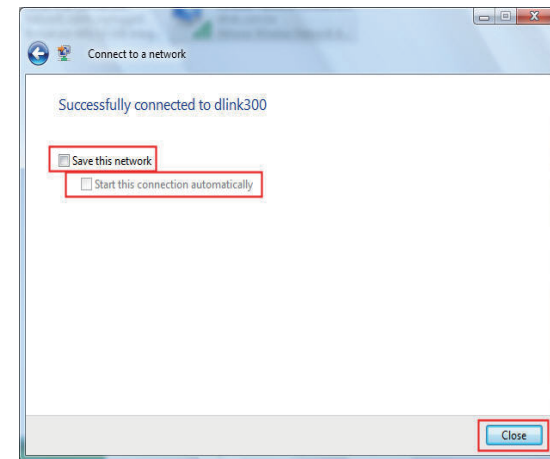 Connect to a network
Successfully connected to dlink300
Save this network
Start this connection automatically
Close